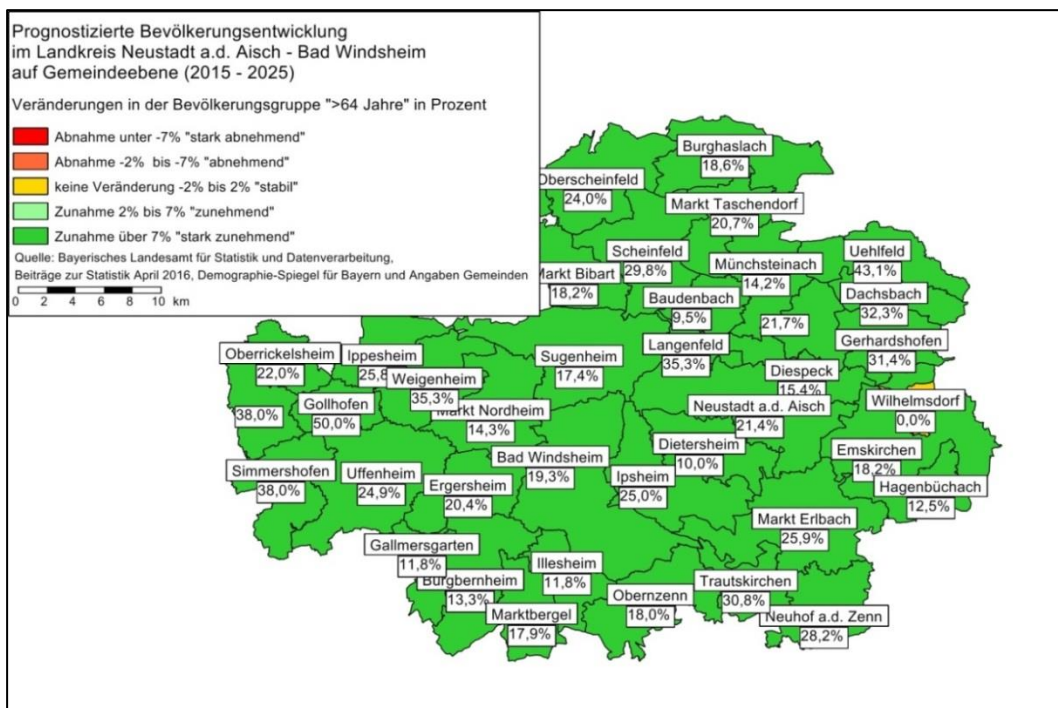 Prognostizierte Bevölkerungsentwicklung
im Landkreis Neustadt a.d. Aisch - Bad Windsheim
auf Gemeindeebene (2015 - 2025)
Veränderungen in der Bevölkerungsgruppe ">64 Jahre" in Prozent
Abnahme unter -7% "stark abnehmend"
Abnahme -2% bis -7% "abnehmend"
keine Veränderung -2% bis 2% "stabil"
Zunahme 2% bis 7% "zunehmend"
Zunahme über 7% "stark zunehmend"
Quelle: Bayerisches Landesamt für Statistik und Datenverarbeitung,
Beiträge zur Statistik April 2016, Demographie-Spiegel für Bayern und Angaben Gemeinden
0 2 4 6 8 10 km
Burghaslach
18,6%
Oberscheinfeld
24,0%
Markt Taschendorf
20,7%
Scheinfeld
29,8%
Münchsteinach
14,2%
Uehlfeld
43,1%
Markt Bibart
18,2%
Baudenbach
9,5%
21,7%
Dachsbach
32,3%
Gerhardshofen
31,4%
Oberrickelsheim
22,0%
Ippesheim
25,8
Weigenheim
35,3%
Sugenheim
17,4%
Langenfeld
35,3%
Diespeck
15,4%
Wilhelmsdorf
0,0%
38,0%
Gollhofen
50,0%
Markt Nordheim
14,3%
Neustadt a.d. Aisch
21,4%
Simmershofen
38,0%
Uffenheim
24,9%
Ergersheim
20,4%
Bad Windsheim
19,3%
Ipsheim
25,0%
Dietersheim
10,0%
Emskirchen
18,2%
Hagenbüchach
12,5%
Markt Erlbach
25,9%
Gallmersgarten
11,8%
Burgbernheim
13,3%
Illesheim
11,8%
Marktbergel
17,9%
Obernzenn
18,0%
Trautskirchen
30,8%
Neuhof a.d. Zenn
28,2%